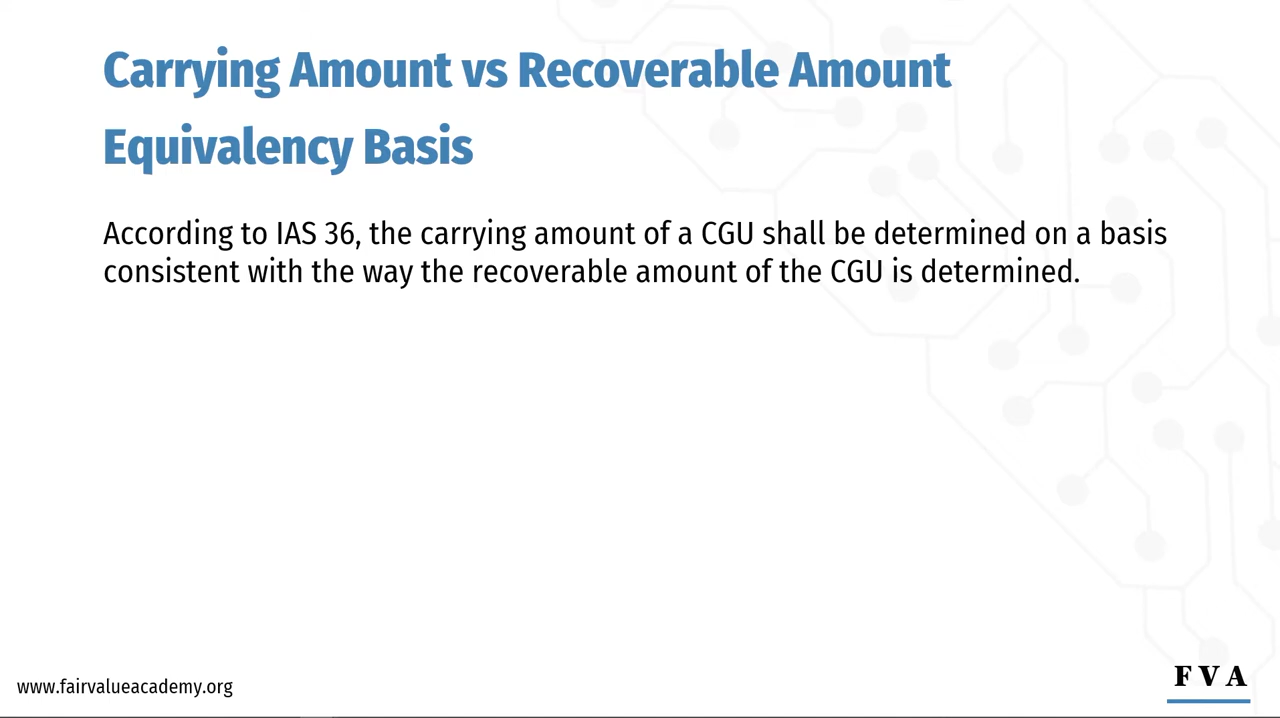 Carrying Amount vs Recoverable Amount
Equivalency Basis
According to IAS 36, the carrying amount of a CGU shall be determined on a basis
consistent with the way the recoverable amount of the CGU is determined.
www.fairvalueacademy.org
FVA